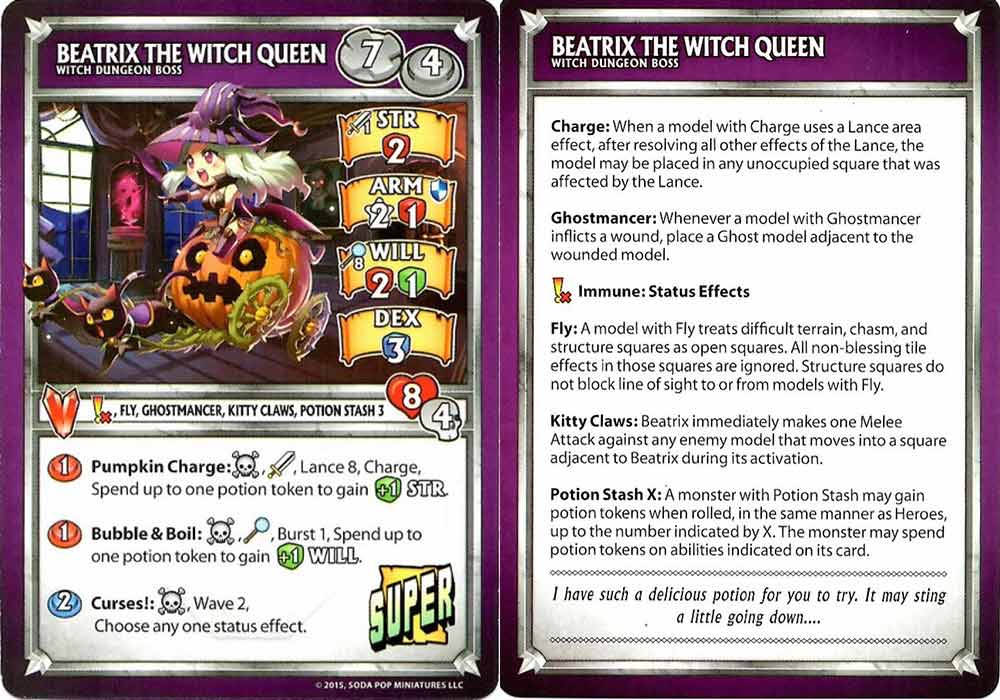 BEATRIX THE WITCH QUEEN
WITCH DUNGEON BOSS
7
4
STR
1
2
ARM
2 1
WILL
8
2 1
DEX
3
, FLY, GHOSTMANCER, KITTY CLAWS, POTION STASH 3
8
4
1 Pumpkin Charge: , , Lance 8, Charge,
Spend up to one potion token to gain +1 STR.
1 Bubble & Boil: , , Burst 1, Spend up to
one potion token to gain +1 WILL.
2 Curses!: , Wave 2,
Choose any one status effect.
SUPER
© 2015, SODA POP MINIATURES LLC
BEATRIX THE WITCH QUEEN
WITCH DUNGEON BOSS
Charge: When a model with Charge uses a Lance area
effect, after resolving all other effects of the Lance, the
model may be placed in any unoccupied square that was
affected by the Lance.
Ghostmancer: Whenever a model with Ghostmancer
inflicts a wound, place a Ghost model adjacent to the
wounded model.
Immune: Status Effects
Fly: A model with Fly treats difficult terrain, chasm, and
structure squares as open squares. All non-blessing tile
effects in those squares are ignored. Structure squares do
not block line of sight to or from models with Fly.
Kitty Claws: Beatrix immediately makes one Melee
Attack against any enemy model that moves into a square
adjacent to Beatrix during its activation.
Potion Stash X: A monster with Potion Stash may gain
potion tokens when rolled, in the same manner as Heroes,
up to the number indicated by X. The monster may spend
potion tokens on abilities indicated on its card.
I have such a delicious potion for you to try. It may sting
a little going down....